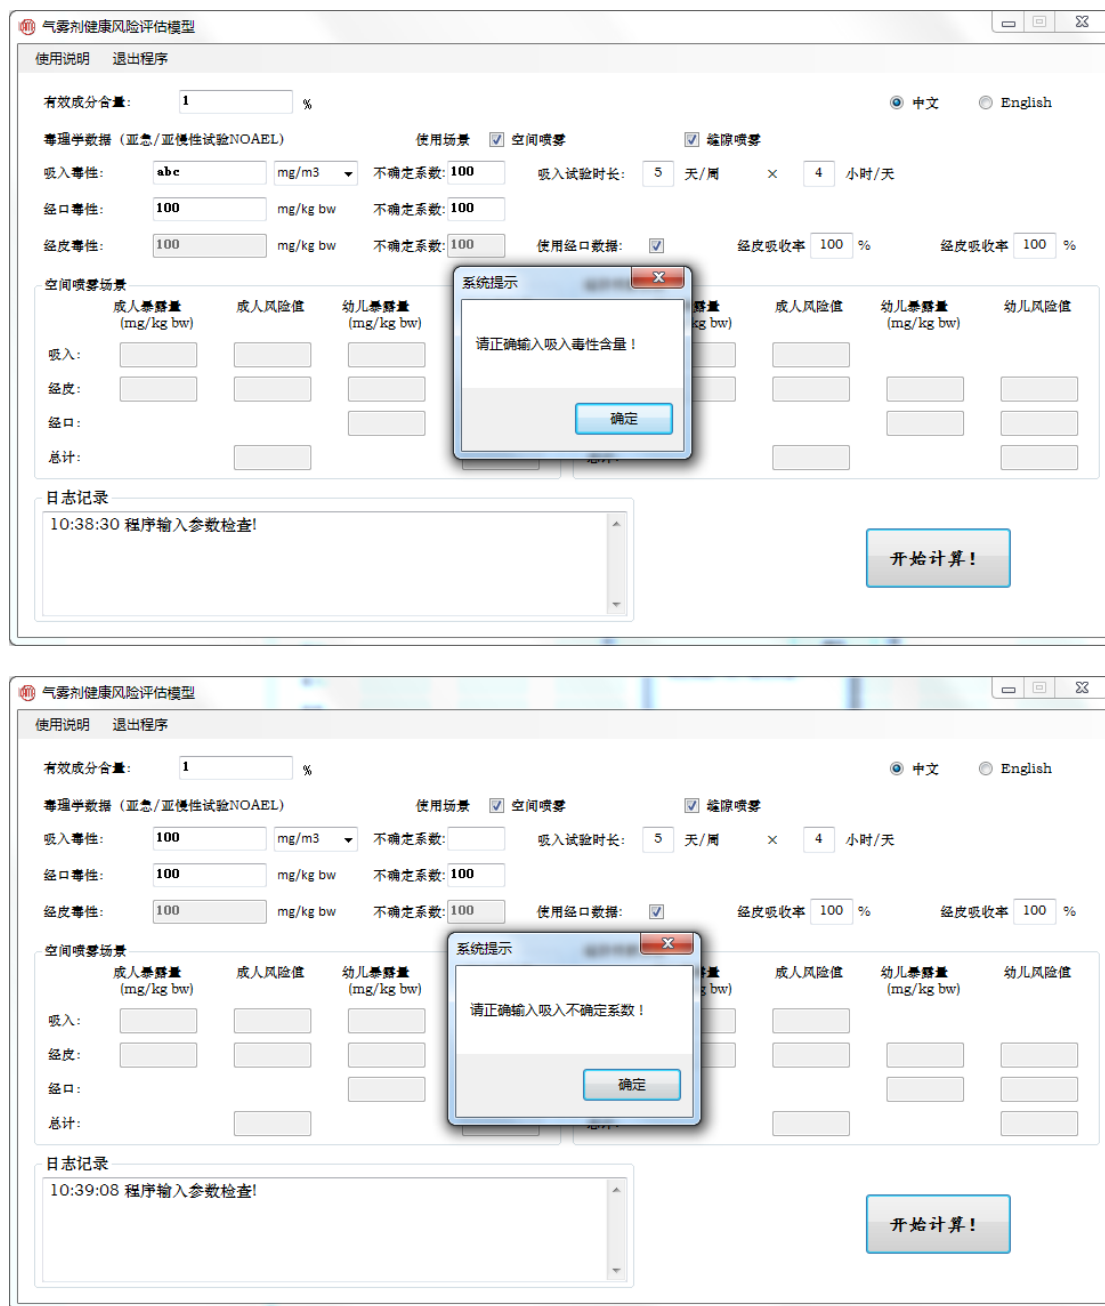 气雾剂健康风险评估模型
使用说明 退出程序
有效成分含量: 1 % 中文 English
毒理学数据 (亚急/亚慢性试验NOAEL) 使用场景 空间喷雾 缝隙喷雾
吸入毒性: abc mg/m3 不确定系数: 100 吸入试验时长: 5 天/周 × 4 小时/天
经口毒性: 100 mg/kg bw 不确定系数: 100
经皮毒性: 100 mg/kg bw 不确定系数: 100 使用经口数据: 经皮吸收率 100 % 经皮吸收率 100 %
空间喷雾场景
成人暴露量 成人风险值 幼儿暴露量 露量 成人风险值 幼儿暴露量 幼儿风险值
(mg/kg bw) (mg/kg bw) kg bw) (mg/kg bw)
吸入:
经皮:
经口:
总计:
系统提示
请正确输入吸入毒性含量！
确定
日志记录
10:38:30 程序输入参数检查!
开始计算!
气雾剂健康风险评估模型
使用说明 退出程序
有效成分含量: 1 % 中文 English
毒理学数据 (亚急/亚慢性试验NOAEL) 使用场景 空间喷雾 缝隙喷雾
吸入毒性: 100 mg/m3 不确定系数: 吸入试验时长: 5 天/周 × 4 小时/天
经口毒性: 100 mg/kg bw 不确定系数: 100
经皮毒性: 100 mg/kg bw 不确定系数: 100 使用经口数据: 经皮吸收率 100 % 经皮吸收率 100 %
空间喷雾场景
成人暴露量 成人风险值 幼儿暴露量 量 成人风险值 幼儿暴露量 幼儿风险值
(mg/kg bw) (mg/kg bw) bw) (mg/kg bw)
吸入:
经皮:
经口:
总计:
系统提示
请正确输入吸入不确定系数！
确定
日志记录
10:39:08 程序输入参数检查!
开始计算!